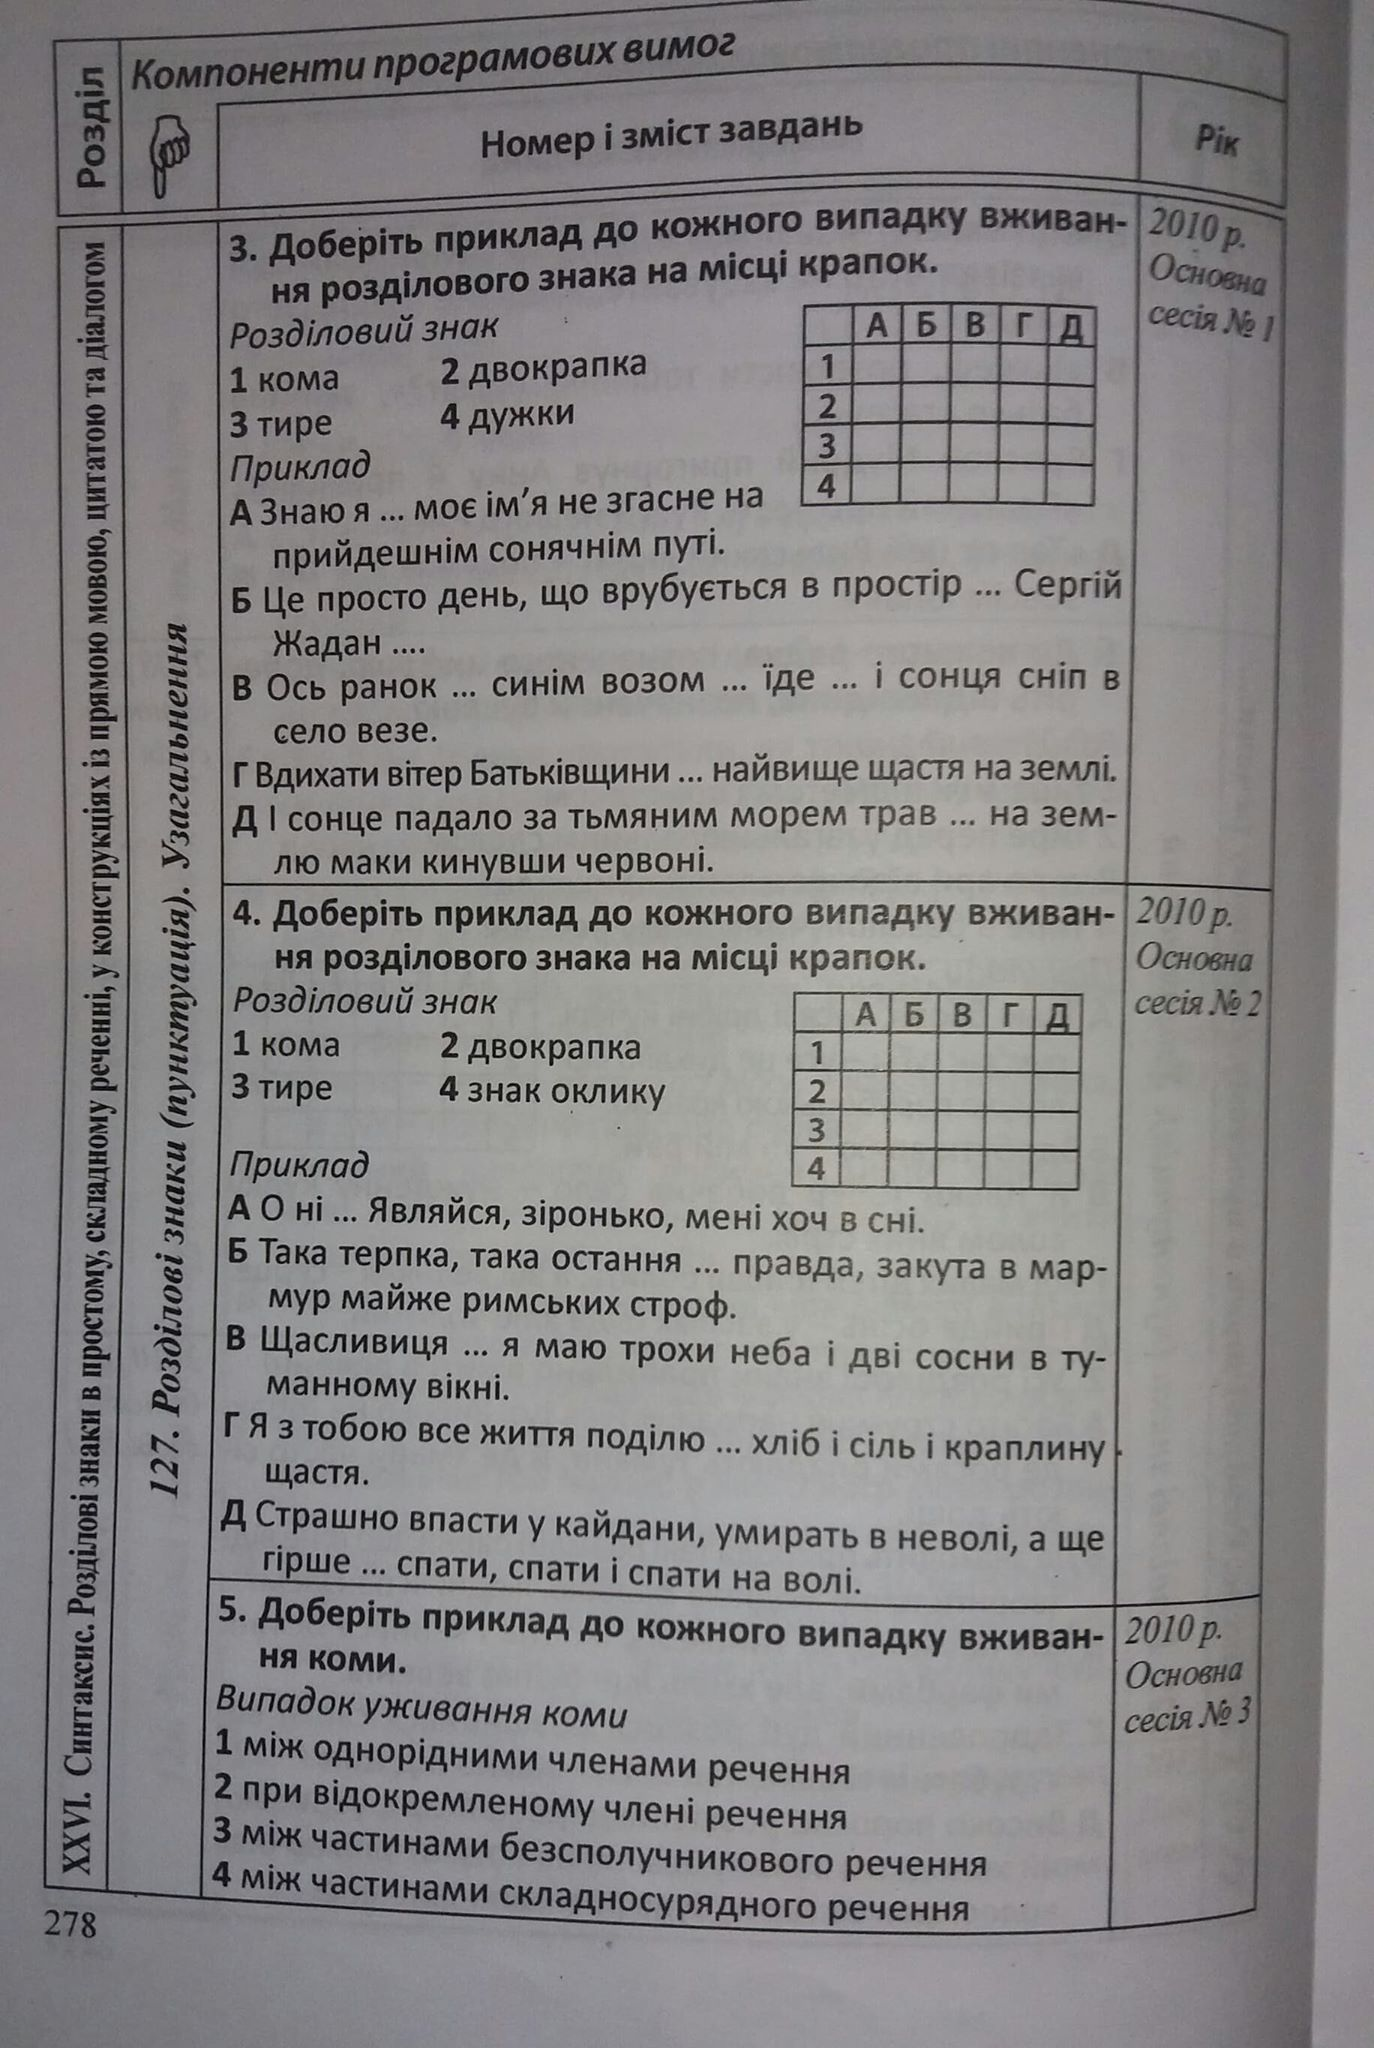 Розділ
Компоненти програмових вимог
Номер і зміст завдань
Рік
XXVI. Синтаксис. Розділові знаки в простому, складному реченні, у конструкціях із прямою мовою, цитатою та діалогом
127. Розділові знаки (пунктуація). Узагальнення
3. Доберіть приклад до кожного випадку вживан-
ня розділового знака на місці крапок.
Розділовий знак
1 кома 2 двокрапка
3 тире 4 дужки
А Б В Г Д
1
2
3
4
Приклад
А Знаю я ... моє ім’я не згасне на
прийдешнім сонячнім путі.
Б Це просто день, що врубується в простір ... Сергій
Жадан ....
В Ось ранок ... синім возом ... їде ... і сонця сніп в
село везе.
Г Вдихати вітер Батьківщини ... найвище щастя на землі.
Д І сонце падало за тьмяним морем трав ... на зем-
лю маки кинувши червоні.
2010 р.
Основна
сесія № 1
4. Доберіть приклад до кожного випадку вживан-
ня розділового знака на місці крапок.
Розділовий знак
1 кома 2 двокрапка
3 тире 4 знак оклику
А Б В Г Д
1
2
3
4
Приклад
А О ні ... Являйся, зіронько, мені хоч в сні.
Б Така терпка, така остання ... правда, закута в мар-
мур майже римських строф.
В Щасливиця ... я маю трохи неба і дві сосни в ту-
манному вікні.
Г Я з тобою все життя поділю ... хліб і сіль і краплину
щастя.
Д Страшно впасти у кайдани, умирать в неволі, а ще
гірше ... спати, спати і спати на волі.
2010 р.
Основна
сесія № 2
5. Доберіть приклад до кожного випадку вживан-
ня коми.
Випадок уживання коми
1 між однорідними членами речення
2 при відокремленому члені речення
3 між частинами безсполучникового речення
4 між частинами складносурядного речення
2010 р.
Основна
сесія № 3
278